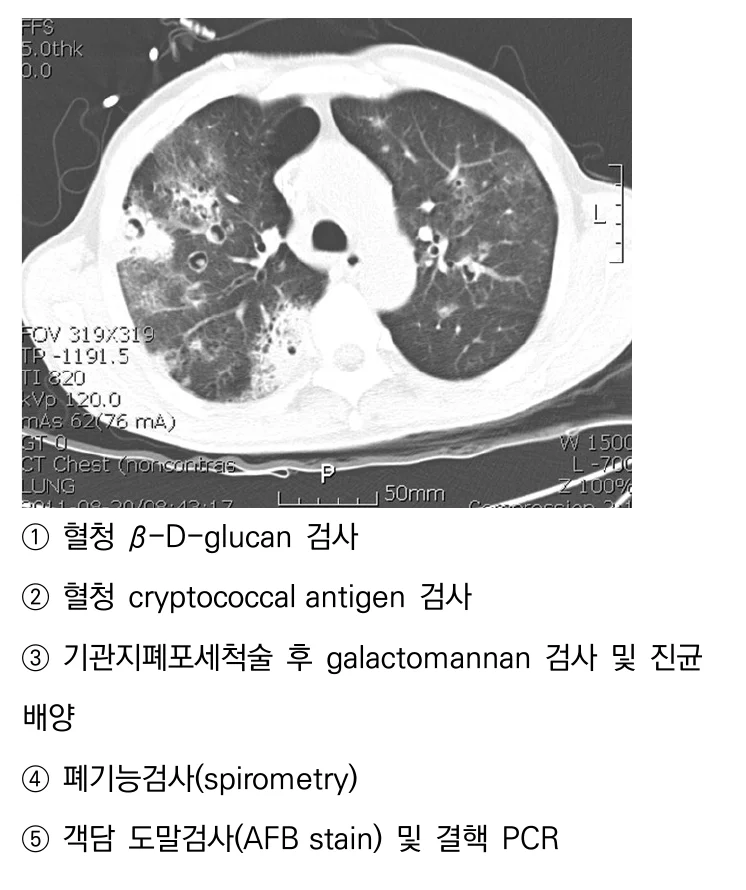 FFS
5.0thk
0.0
L
FOV 319X319
TP -1191.5
TI 820
kVp 120.0
mAs 62(76 mA)
GT 0
CT Chest (noncontras
LUNG
P
50mm
W 1500
L -700
Z 100%
① 혈청 β-D-glucan 검사
② 혈청 cryptococcal antigen 검사
③ 기관지폐포세척술 후 galactomannan 검사 및 진균
배양
④ 폐기능검사(spirometry)
⑤ 객담 도말검사(AFB stain) 및 결핵 PCR